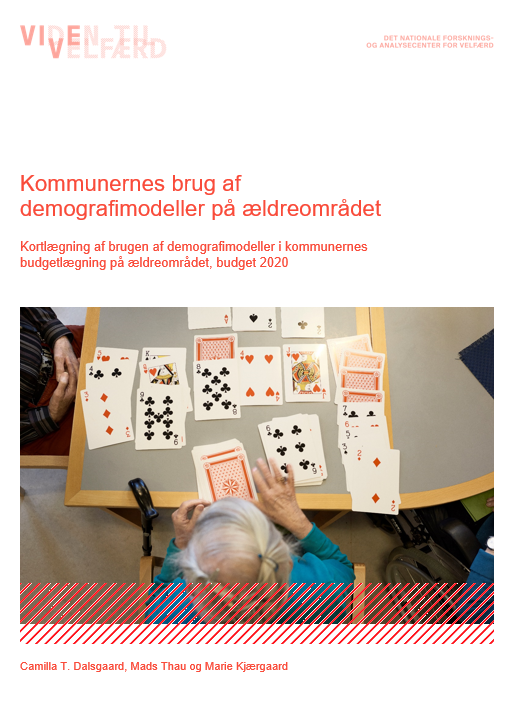 VIDEN TIL
VELFÆRD
DET NATIONALE FORSKNINGS-
OG ANALYSECENTER FOR VELFÆRD
Kommunernes brug af
demografimodeller på ældreområdet
Kortlægning af brugen af demografimodeller i kommunernes
budgetlægning på ældreområdet, budget 2020
Camilla T. Dalsgaard, Mads Thau og Marie Kjærgaard